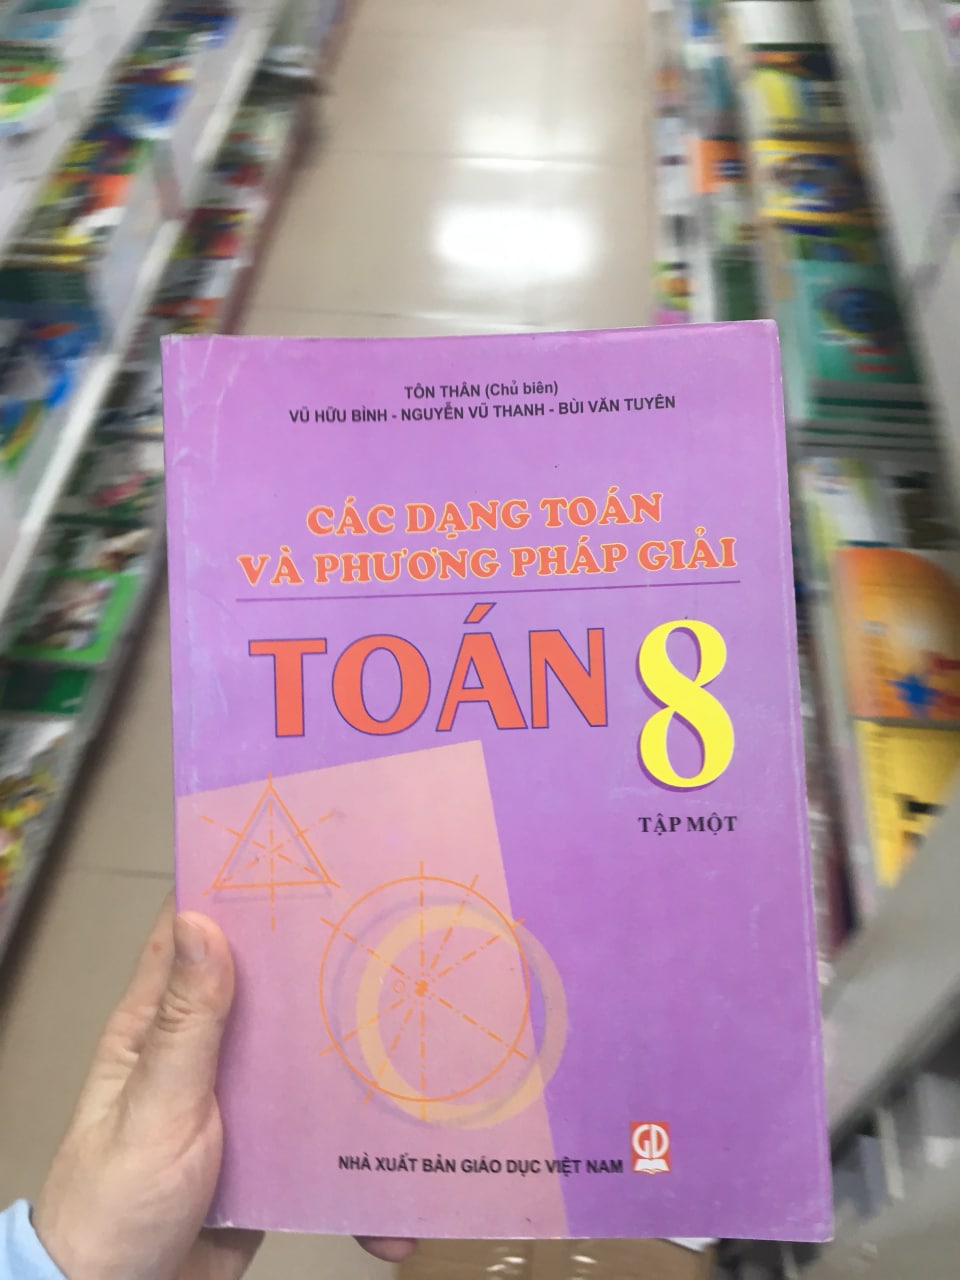 TÔN THÂN (Chủ biên)
VŨ HỮU BÌNH - NGUYỄN VŨ THANH - BÙI VĂN TUYÊN
CÁC DẠNG TOÁN
VÀ PHƯƠNG PHÁP GIẢI
TOÁN 8
TẬP MỘT
NHÀ XUẤT BẢN GIÁO DỤC VIỆT NAM
GD